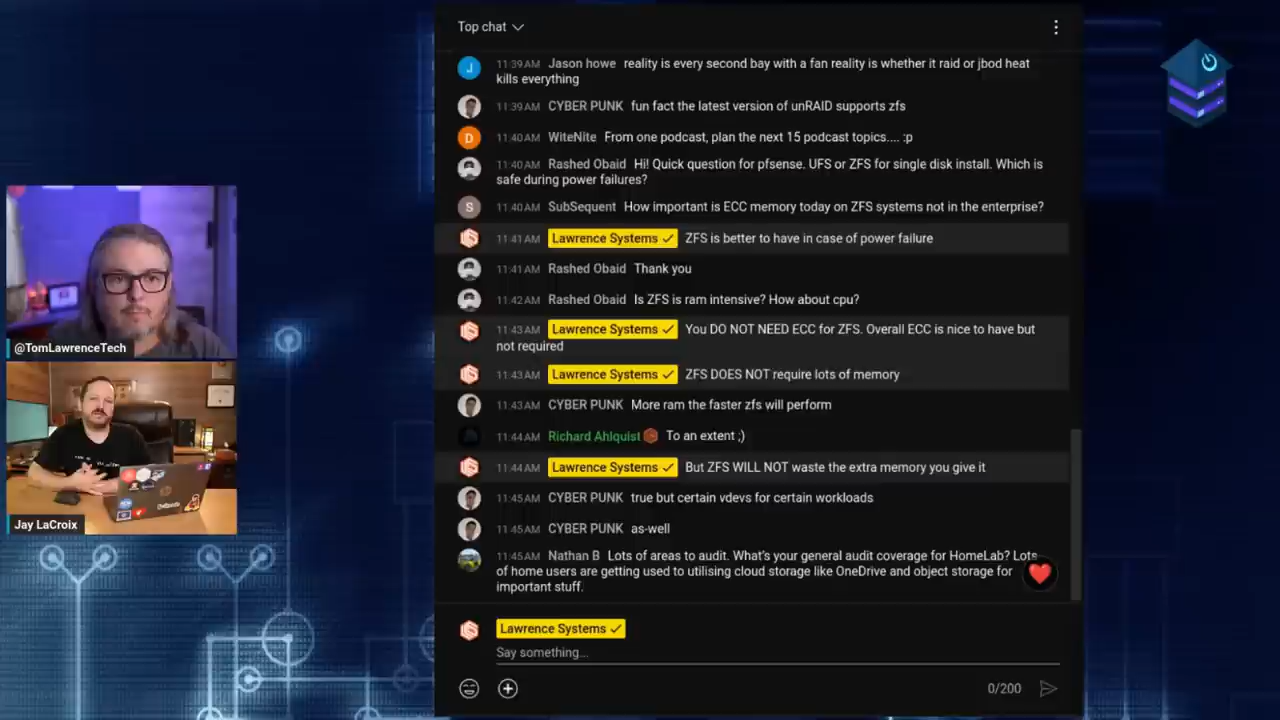 Top chat
11:39 AM Jason howe reality is every second bay with a fan reality is whether it raid or jbod heat
kills everything
11:39 AM CYBER PUNK fun fact the latest version of unRAID supports zfs
11:40 AM WiteNite From one podcast, plan the next 15 podcast topics.... :p
11:40 AM Rashed Obaid Hi! Quick question for pfsense. UFS or ZFS for single disk install. Which is
safe during power failures?
11:40 AM SubSequent How important is ECC memory today on ZFS systems not in the enterprise?
11:41 AM Lawrence Systems ZFS is better to have in case of power failure
11:41 AM Rashed Obaid Thank you
11:42 AM Rashed Obaid Is ZFS is ram intensive? How about cpu?
11:43 AM Lawrence Systems You DO NOT NEED ECC for ZFS. Overall ECC is nice to have but
not required
11:43 AM Lawrence Systems ZFS DOES NOT require lots of memory
11:43 AM CYBER PUNK More ram the faster zfs will perform
11:44 AM Richard Ahlquist To an extent ;)
11:44 AM Lawrence Systems But ZFS WILL NOT waste the extra memory you give it
11:45 AM CYBER PUNK true but certain vdevs for certain workloads
11:45 AM CYBER PUNK as-well
11:45 AM Nathan B Lots of areas to audit. What's your general audit coverage for HomeLab? Lots
of home users are getting used to utilising cloud storage like OneDrive and object storage for
important stuff.
Lawrence Systems
Say something...
0/200
@TomLawrenceTech
Jay LaCroix
J
D
S